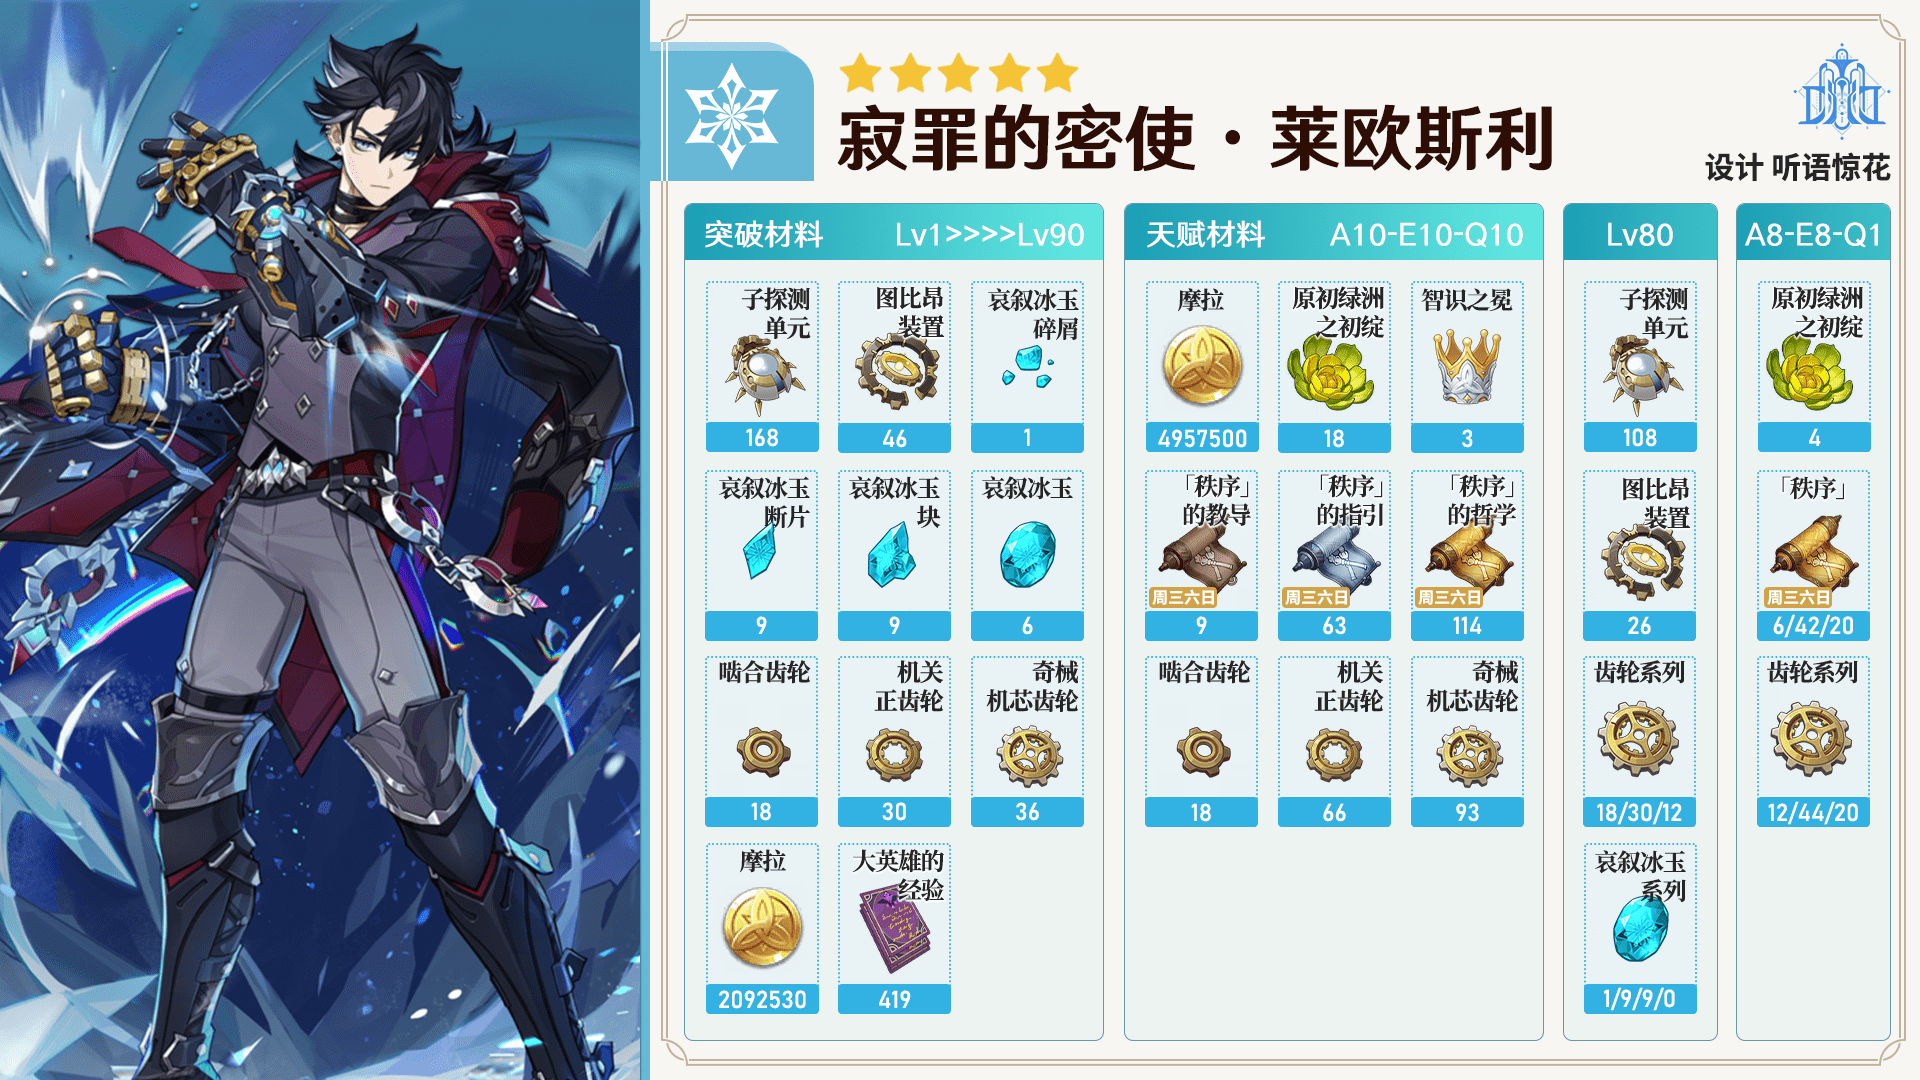 寂罪的密使·莱欧斯利
设计 听语惊花
突破材料 Lv1>>>>Lv90
子探测
单元
168
图比昂
装置
46
哀叙冰玉
碎屑
1
哀叙冰玉
断片
9
哀叙冰玉
块
9
哀叙冰玉
6
啮合齿轮
18
机关
正齿轮
30
奇械
机芯齿轮
36
摩拉
2092530
大英雄的
经验
419
天赋材料 A10-E10-Q10
摩拉
4957500
原初绿洲
之初绽
18
智识之冕
3
「秩序」
的教导
周三六日
9
「秩序」
的指引
周三六日
63
「秩序」
的哲学
周三六日
114
啮合齿轮
18
机关
正齿轮
66
奇械
机芯齿轮
93
Lv80
子探测
单元
108
图比昂
装置
26
齿轮系列
18/30/12
哀叙冰玉
系列
1/9/9/0
A8-E8-Q1
原初绿洲
之初绽
4
「秩序」
周三六日
6/42/20
齿轮系列
12/44/20